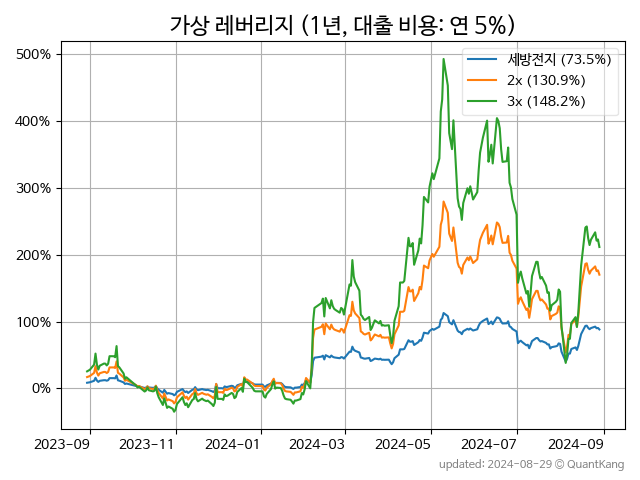 가상 레버리지 (1년, 대출 비용: 연 5%)
세방전지 (73.5%)
2x (130.9%)
3x (148.2%)
500%
400%
300%
200%
100%
0%
2023-09 2023-11 2024-01 2024-03 2024-05 2024-07 2024-09
updated: 2024-08-29 © QuantKang